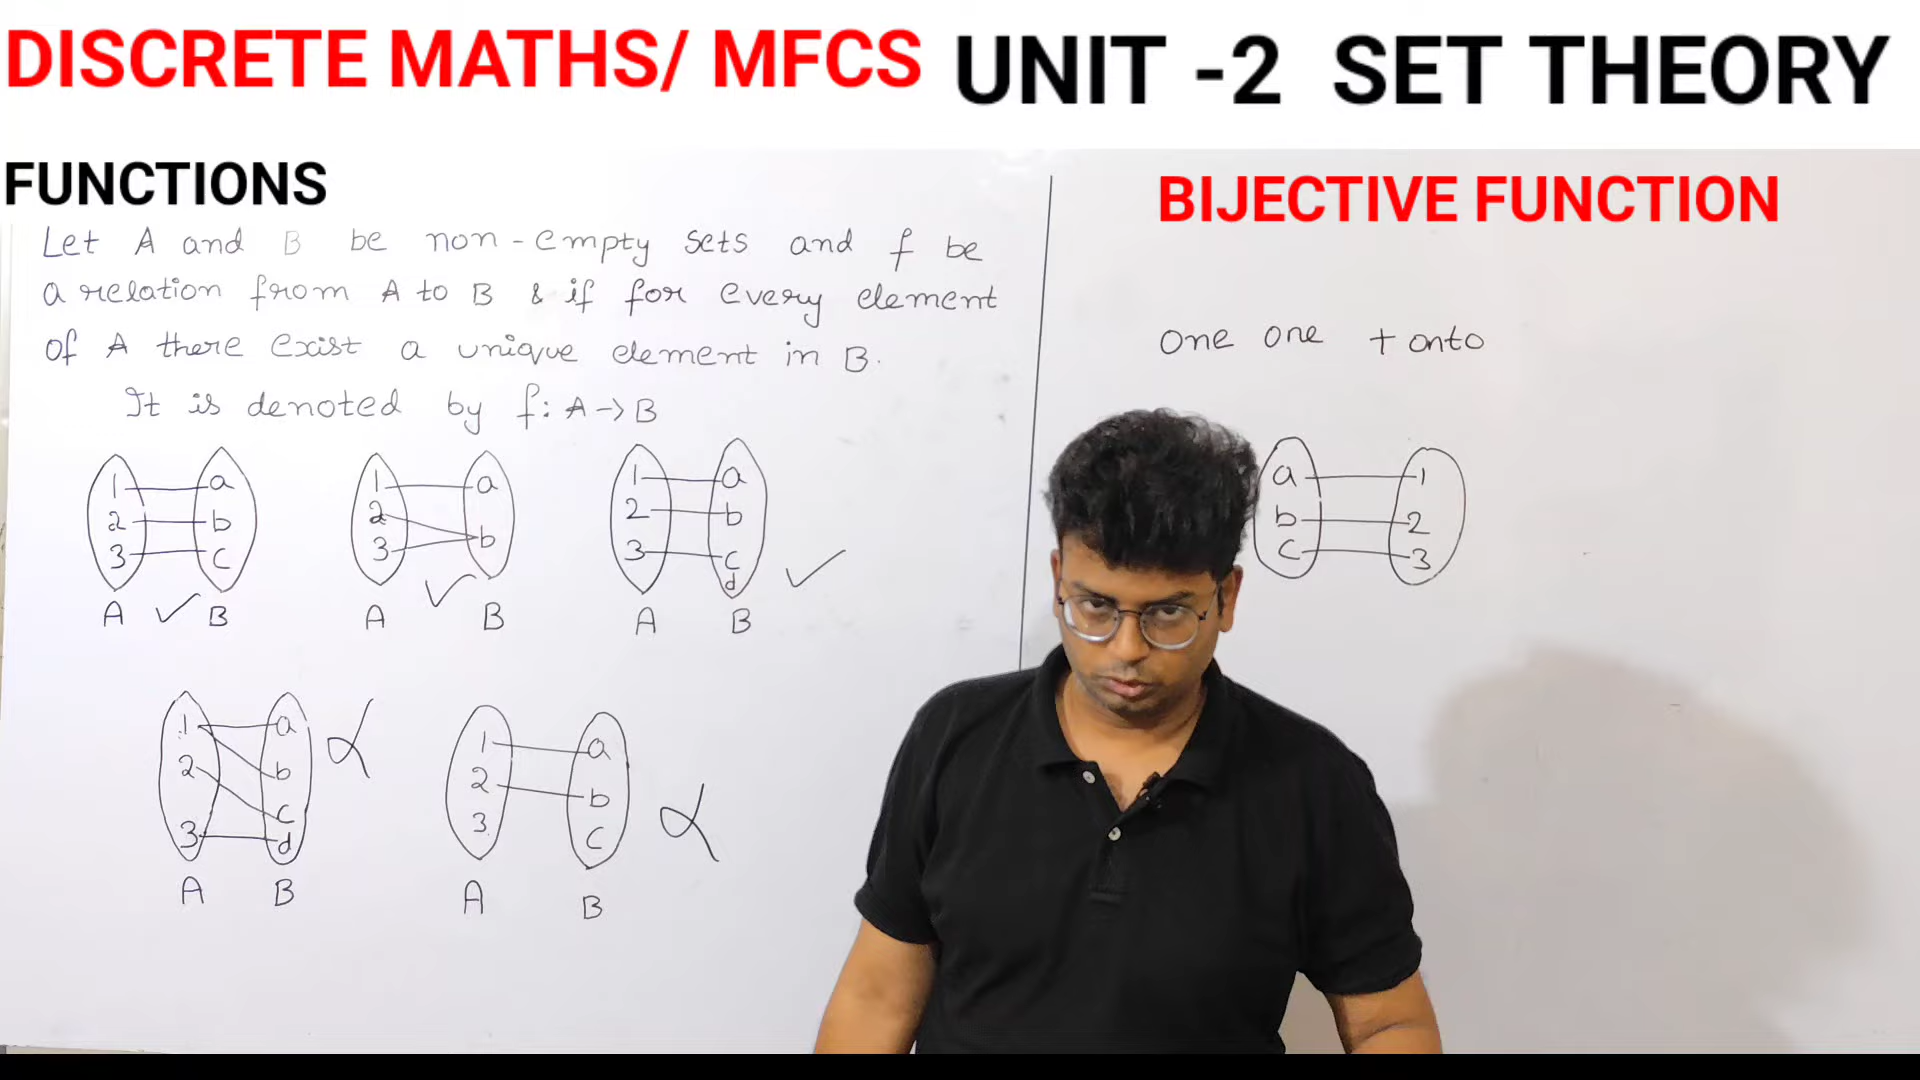 DISCRETE MATHS/ MFCS UNIT -2 SET THEORY
FUNCTIONS
Let A and B be non-empty sets and f be
a relation from A to B & if for every element
of A there exist a unique element in B.
It is denoted by f: A → B
1 a
2 b
3 c
A ✓ B
1 a
2 b
3
A ✓ B
1 a
2 b
3 c
d
A B ✓
1 a
2 b
c
3 d
A B
1 a
2 b
3 c
A B
BIJECTIVE FUNCTION
one one + onto
a 1
b 2
c 3